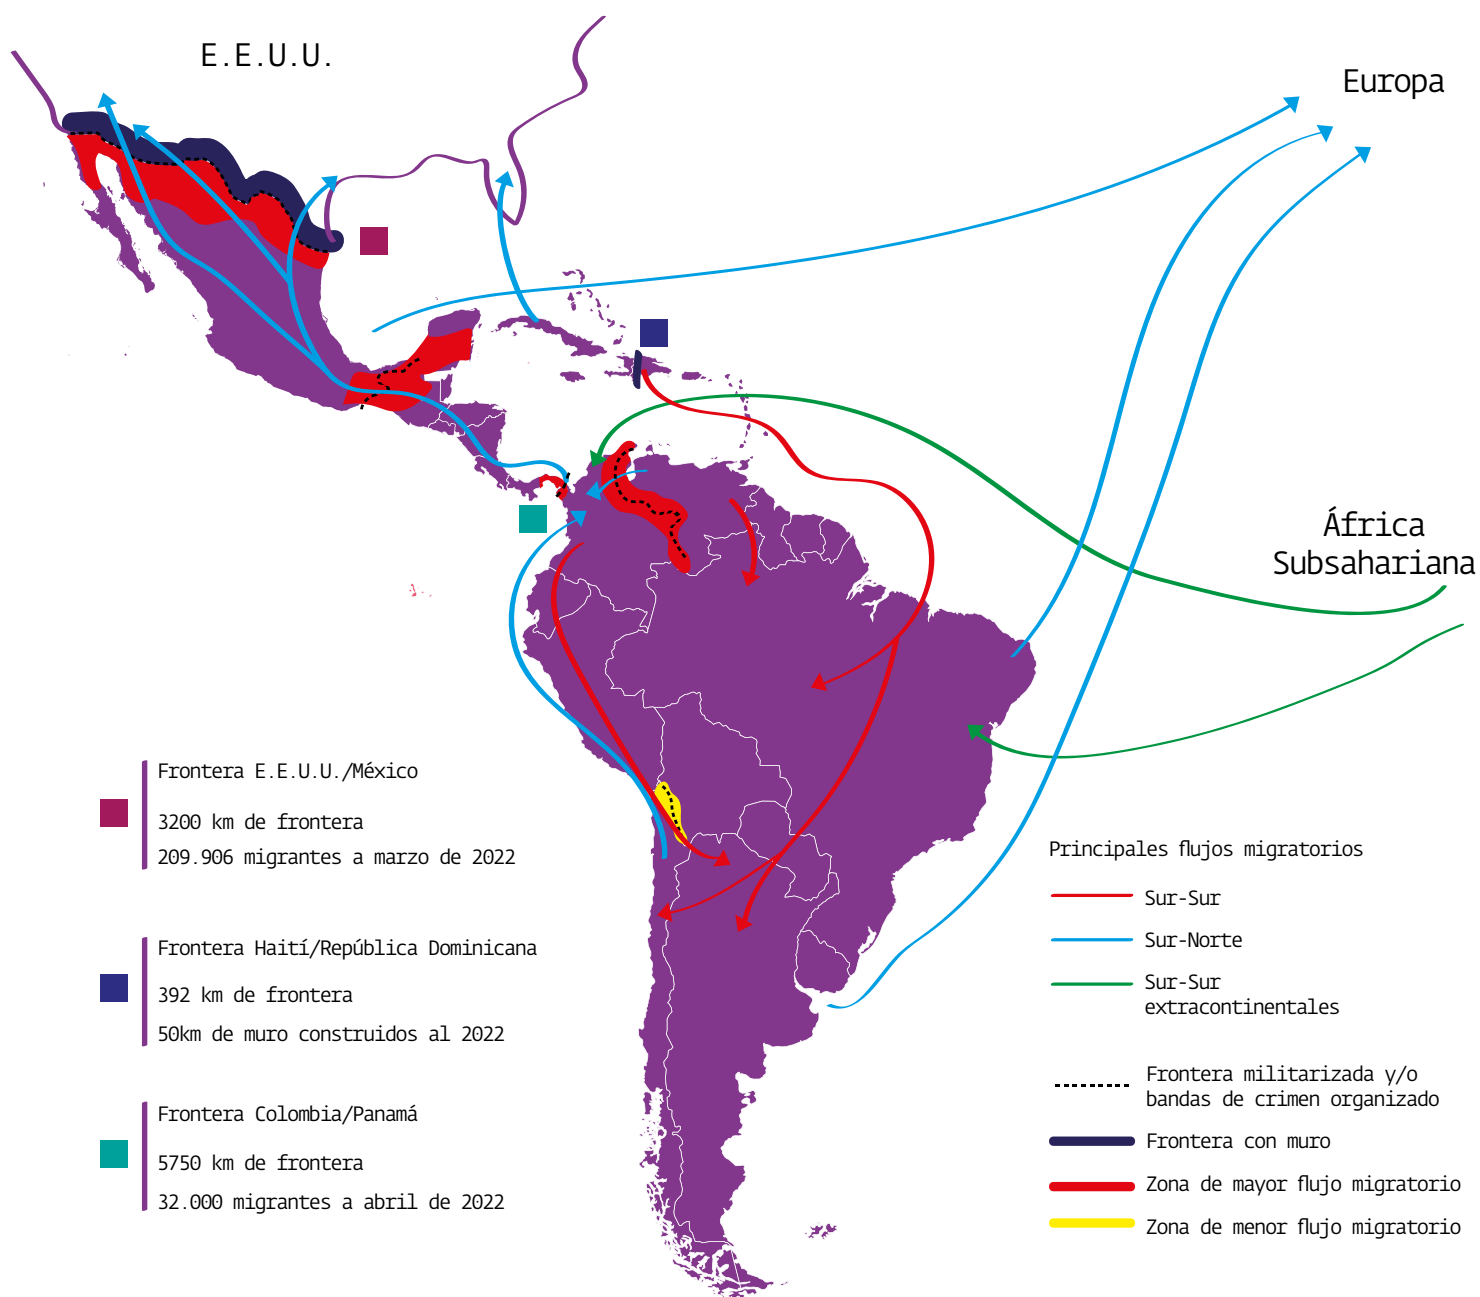 E.E.U.U.
Europa
África
Subsahariana
Frontera E.E.U.U./México
3200 km de frontera
209.906 migrantes a marzo de 2022
Frontera Haití/República Dominicana
392 km de frontera
50km de muro construidos al 2022
Frontera Colombia/Panamá
5750 km de frontera
32.000 migrantes a abril de 2022
Principales flujos migratorios
Sur-Sur
Sur-Norte
Sur-Sur
extracontinentales
Frontera militarizada y/o
bandas de crimen organizado
Frontera con muro
Zona de mayor flujo migratorio
Zona de menor flujo migratorio